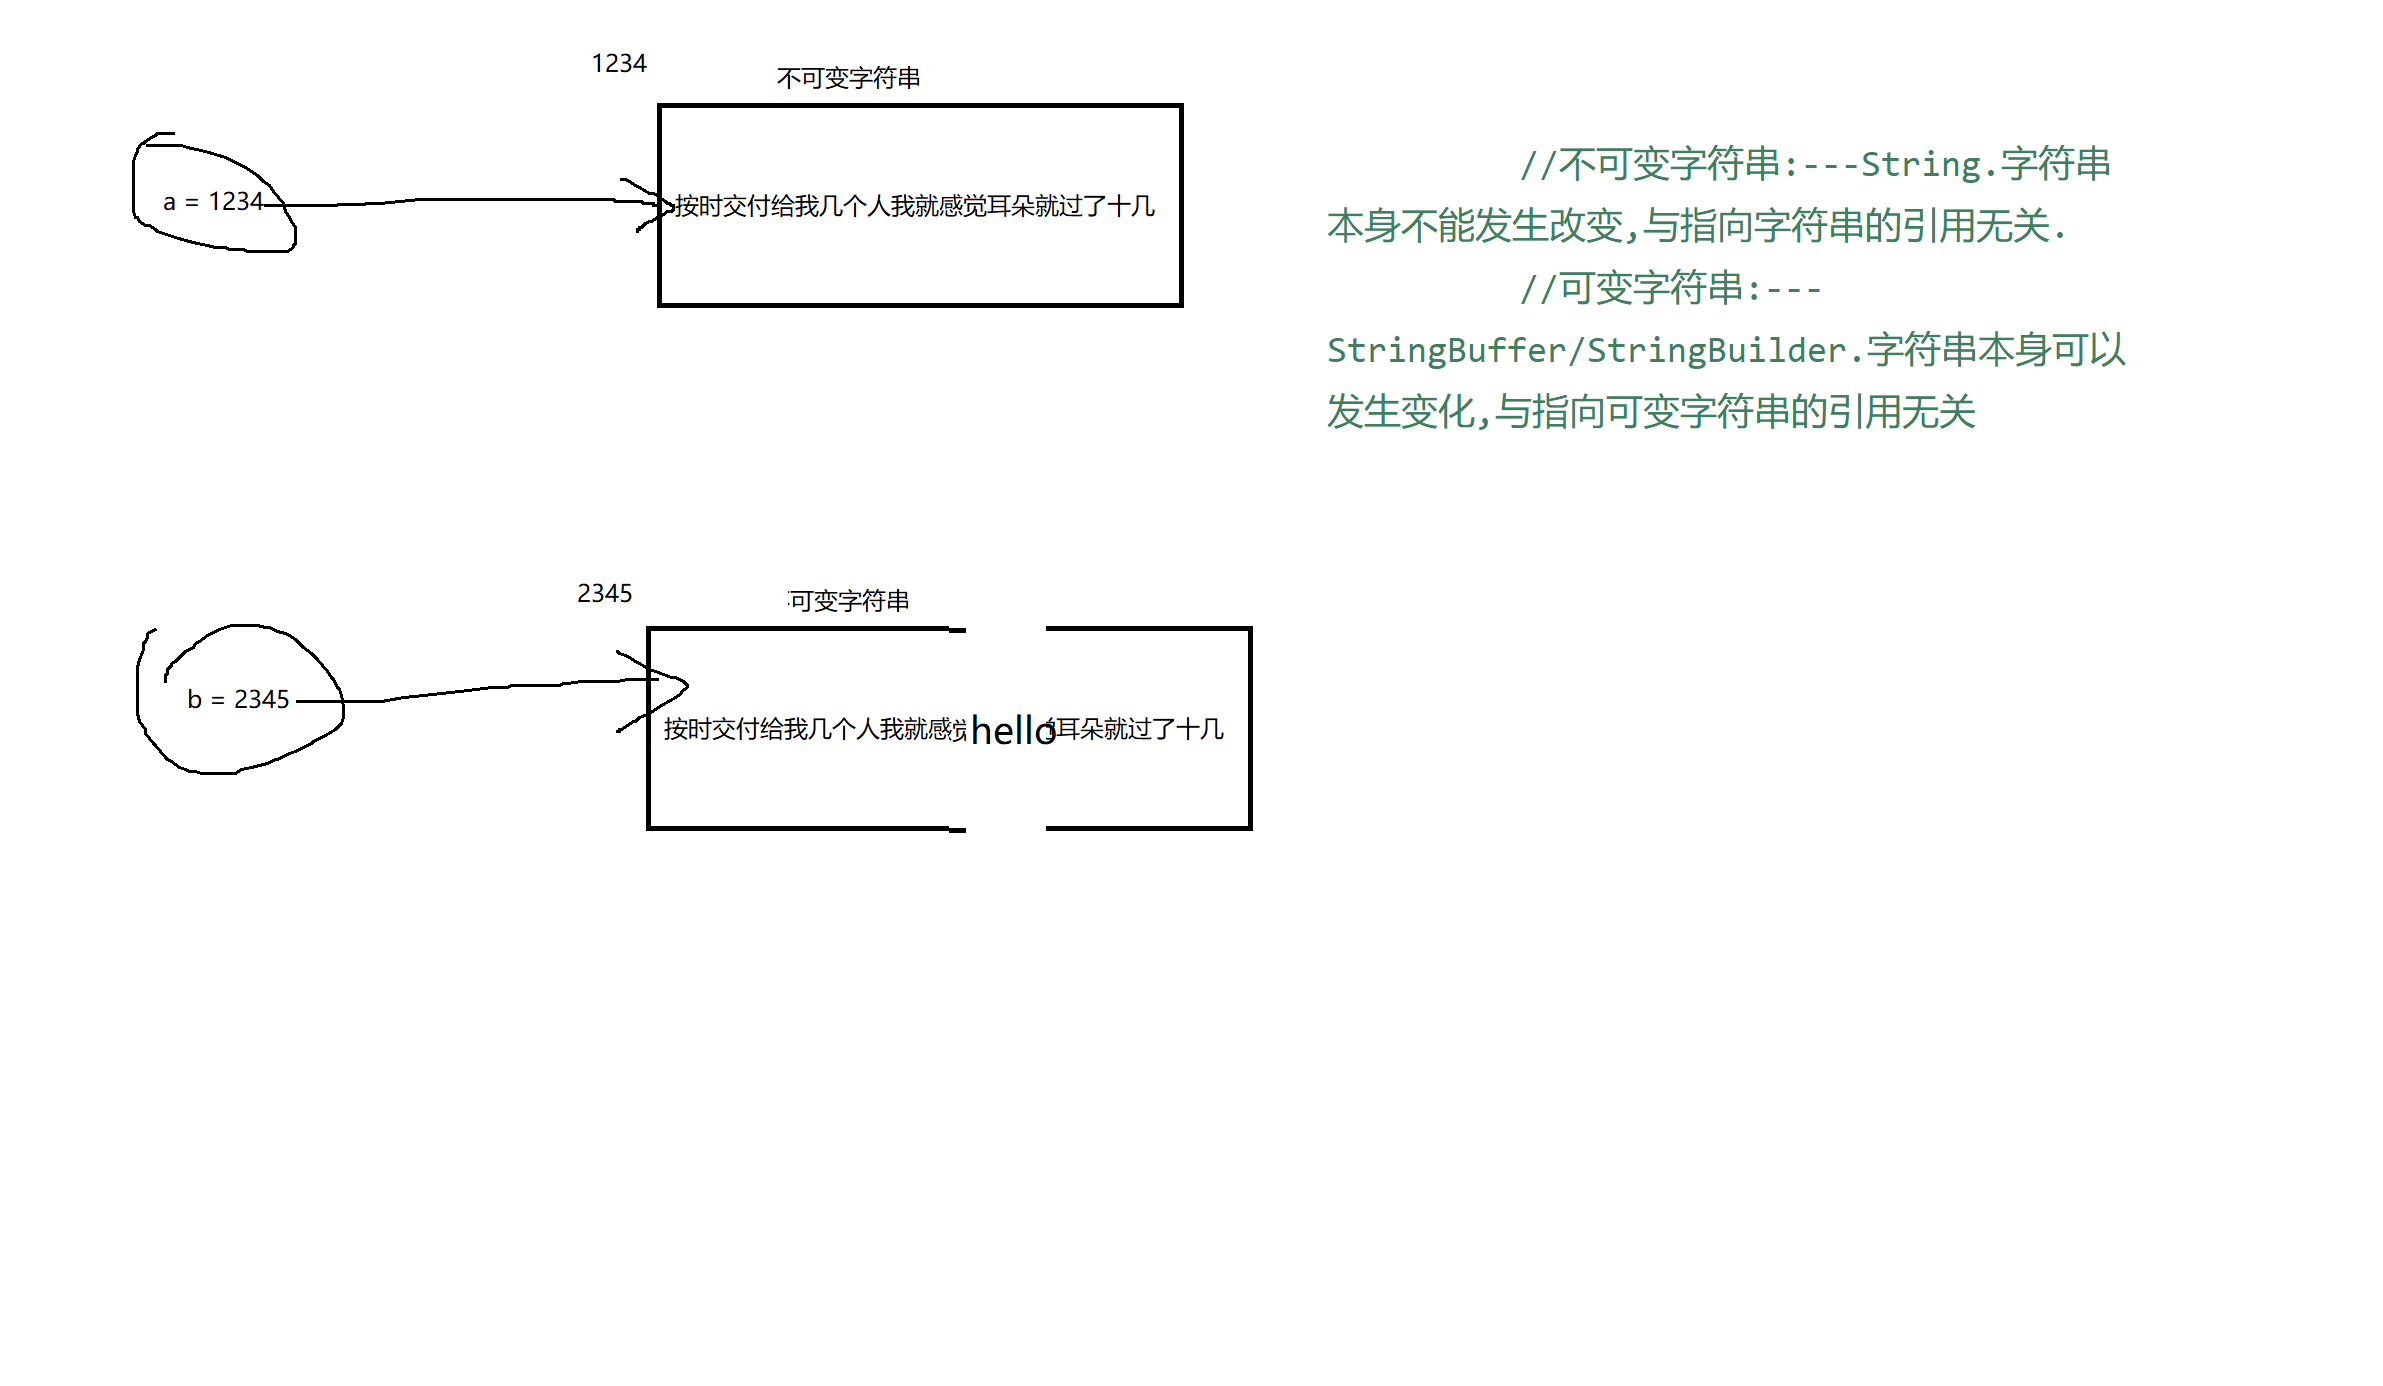 1234
不可变字符串
a = 1234
按时交付给我几个人我就感觉耳朵就过了十几
//不可变字符串:---String.字符串
本身不能发生改变,与指向字符串的引用无关.
//可变字符串:---
StringBuffer/StringBuilder.字符串本身可以
发生变化,与指向可变字符串的引用无关
2345
可变字符串
b = 2345
按时交付给我几个人我就感觉hello耳朵就过了十几